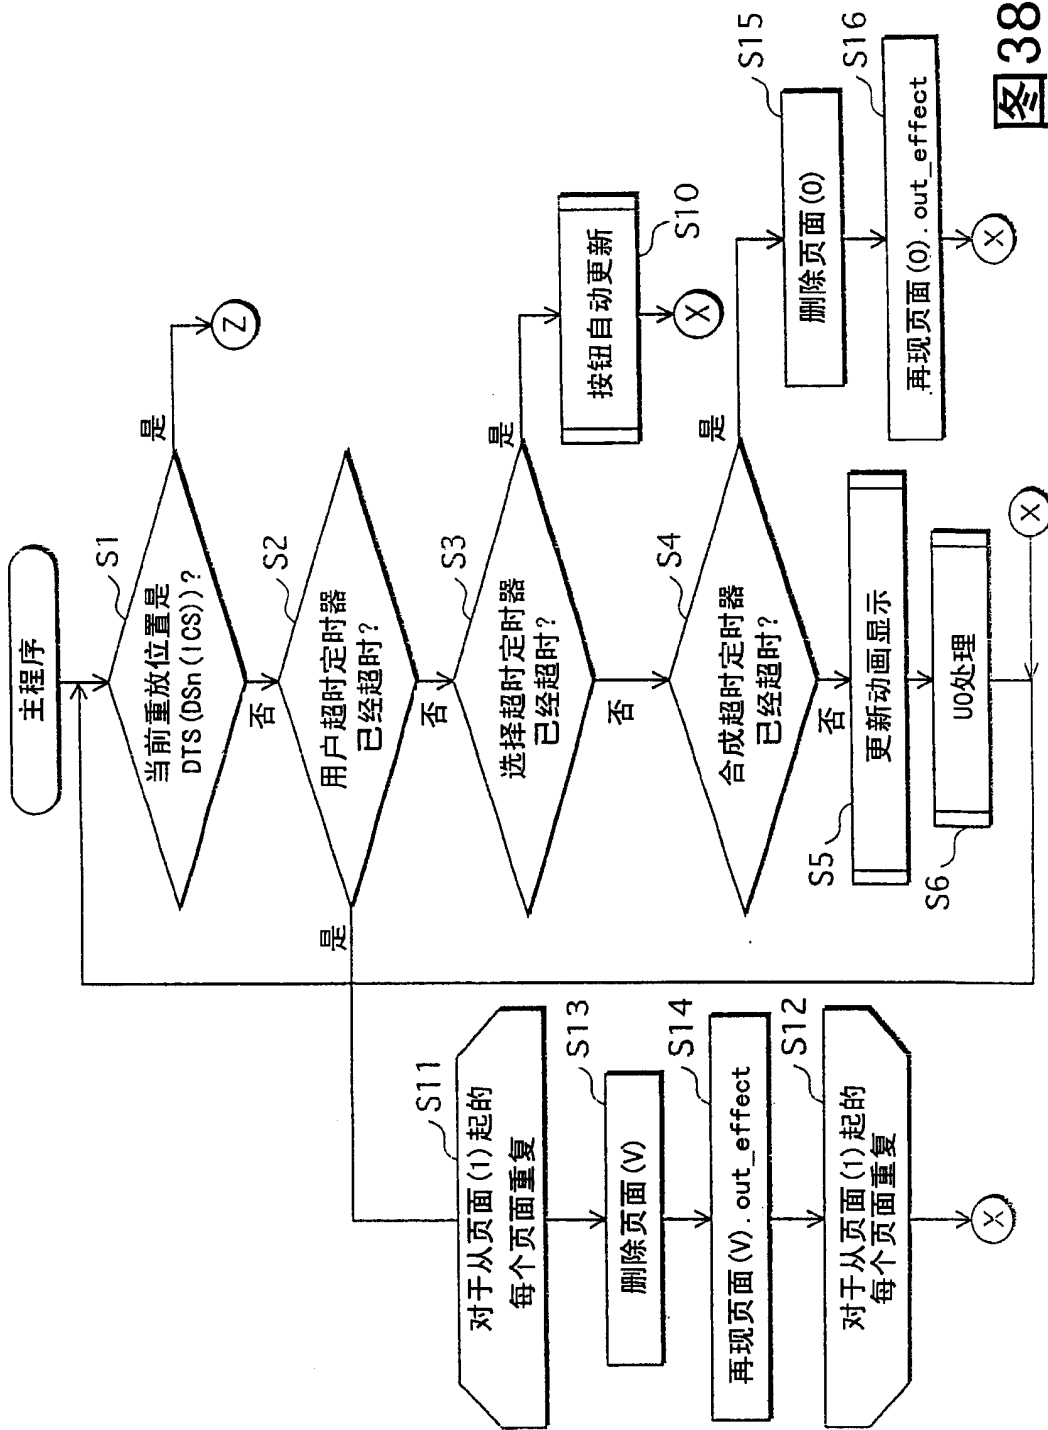 主程序
当前重放位置是
DTS(DSn(ICS))?
S1
是
Z
否
用户超时定时器
已经超时?
S2
是
否
选择超时定时器
已经超时?
S3
是
按钮自动更新
S10
X
否
合成超时定时器
已经超时?
S4
是
删除页面(0)
S15
再现页面(0).out_effect
S16
X
否
更新动画显示
S5
UO处理
S6
X
对于从页面(1)起的
每个页面重复
S11
删除页面(V)
S13
再现页面(V).out_effect
S14
对于从页面(1)起的
每个页面重复
S12
X
图38